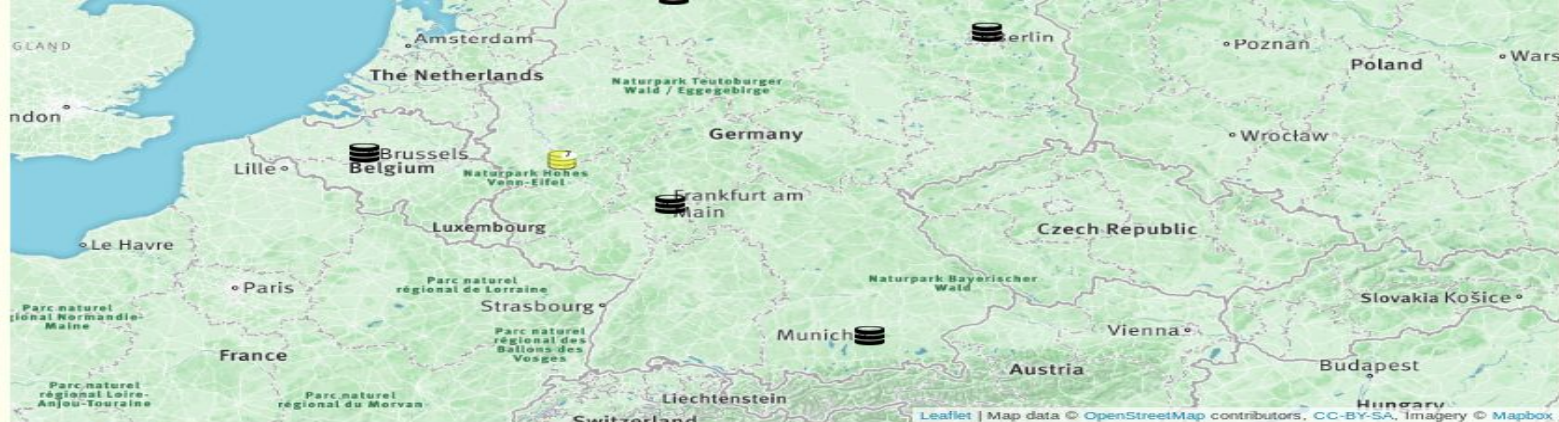 GLAND
Amsterdam
The Netherlands
Naturpark Teutoburger
Wald / Eggegebirge
Poznań
Poland
Wars
ndon
Germany
Wrocław
Lille
Brussels
Belgium
7
Naturpark Hohes
Venn-Eifel
Frankfurt am
Main
Luxembourg
Czech Republic
Le Havre
Paris
Parc naturel
régional de Lorraine
Naturpark Bayerischer
Wald
Strasbourg
Slovakia
Košice
Parc naturel
ional Normandie-
Maine
Parc naturel
régional des
Ballons des
Vosges
Munich
Vienna
France
Austria
Budapest
Parc naturel
régional Loire-
Anjou-Touraine
Parc naturel
régional du Morvan
Liechtenstein
Switzerland
Hungary
erlin
Leaflet | Map data © OpenStreetMap contributors, CC-BY-SA, Imagery © Mapbox